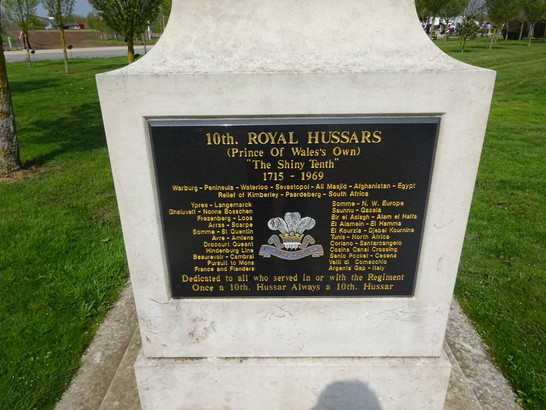 10th. ROYAL HUSSARS
(Prince Of Wales's Own)
"The Shiny Tenth"
1715 - 1969
Warburg - Peninsula - Waterloo - Sevastopol - Ali Masjid - Afghanistan - Egypt
Relief of Kimberley - Paardeberg - South Africa
Ypres - Langemarck
Gheluvelt - Nonne Bosschen
Frezenberg - Loos
Arras - Scarpe
Somme - St Quentin
Avre - Amiens
Drocourt Queant
Hindenburg Line
Beaurevoir - Cambrai
Pursuit to Mons
France and Flanders
Somme - N. W. Europe
Saunnu - Gazala
Bir el Aslagh - Alam el Halfa
El Alamein - El Hamma
El Kourzia - Djebel Kournine
Tunis - North Africa
Coriano - Santarcangelo
Cosina Canal Crossing
Senio Pocket - Cesena
Valli di Comacchio
Argenta Gap - Italy
Dedicated to all who served in or with the Regiment
Once a 10th. Hussar Always a 10th. Hussar